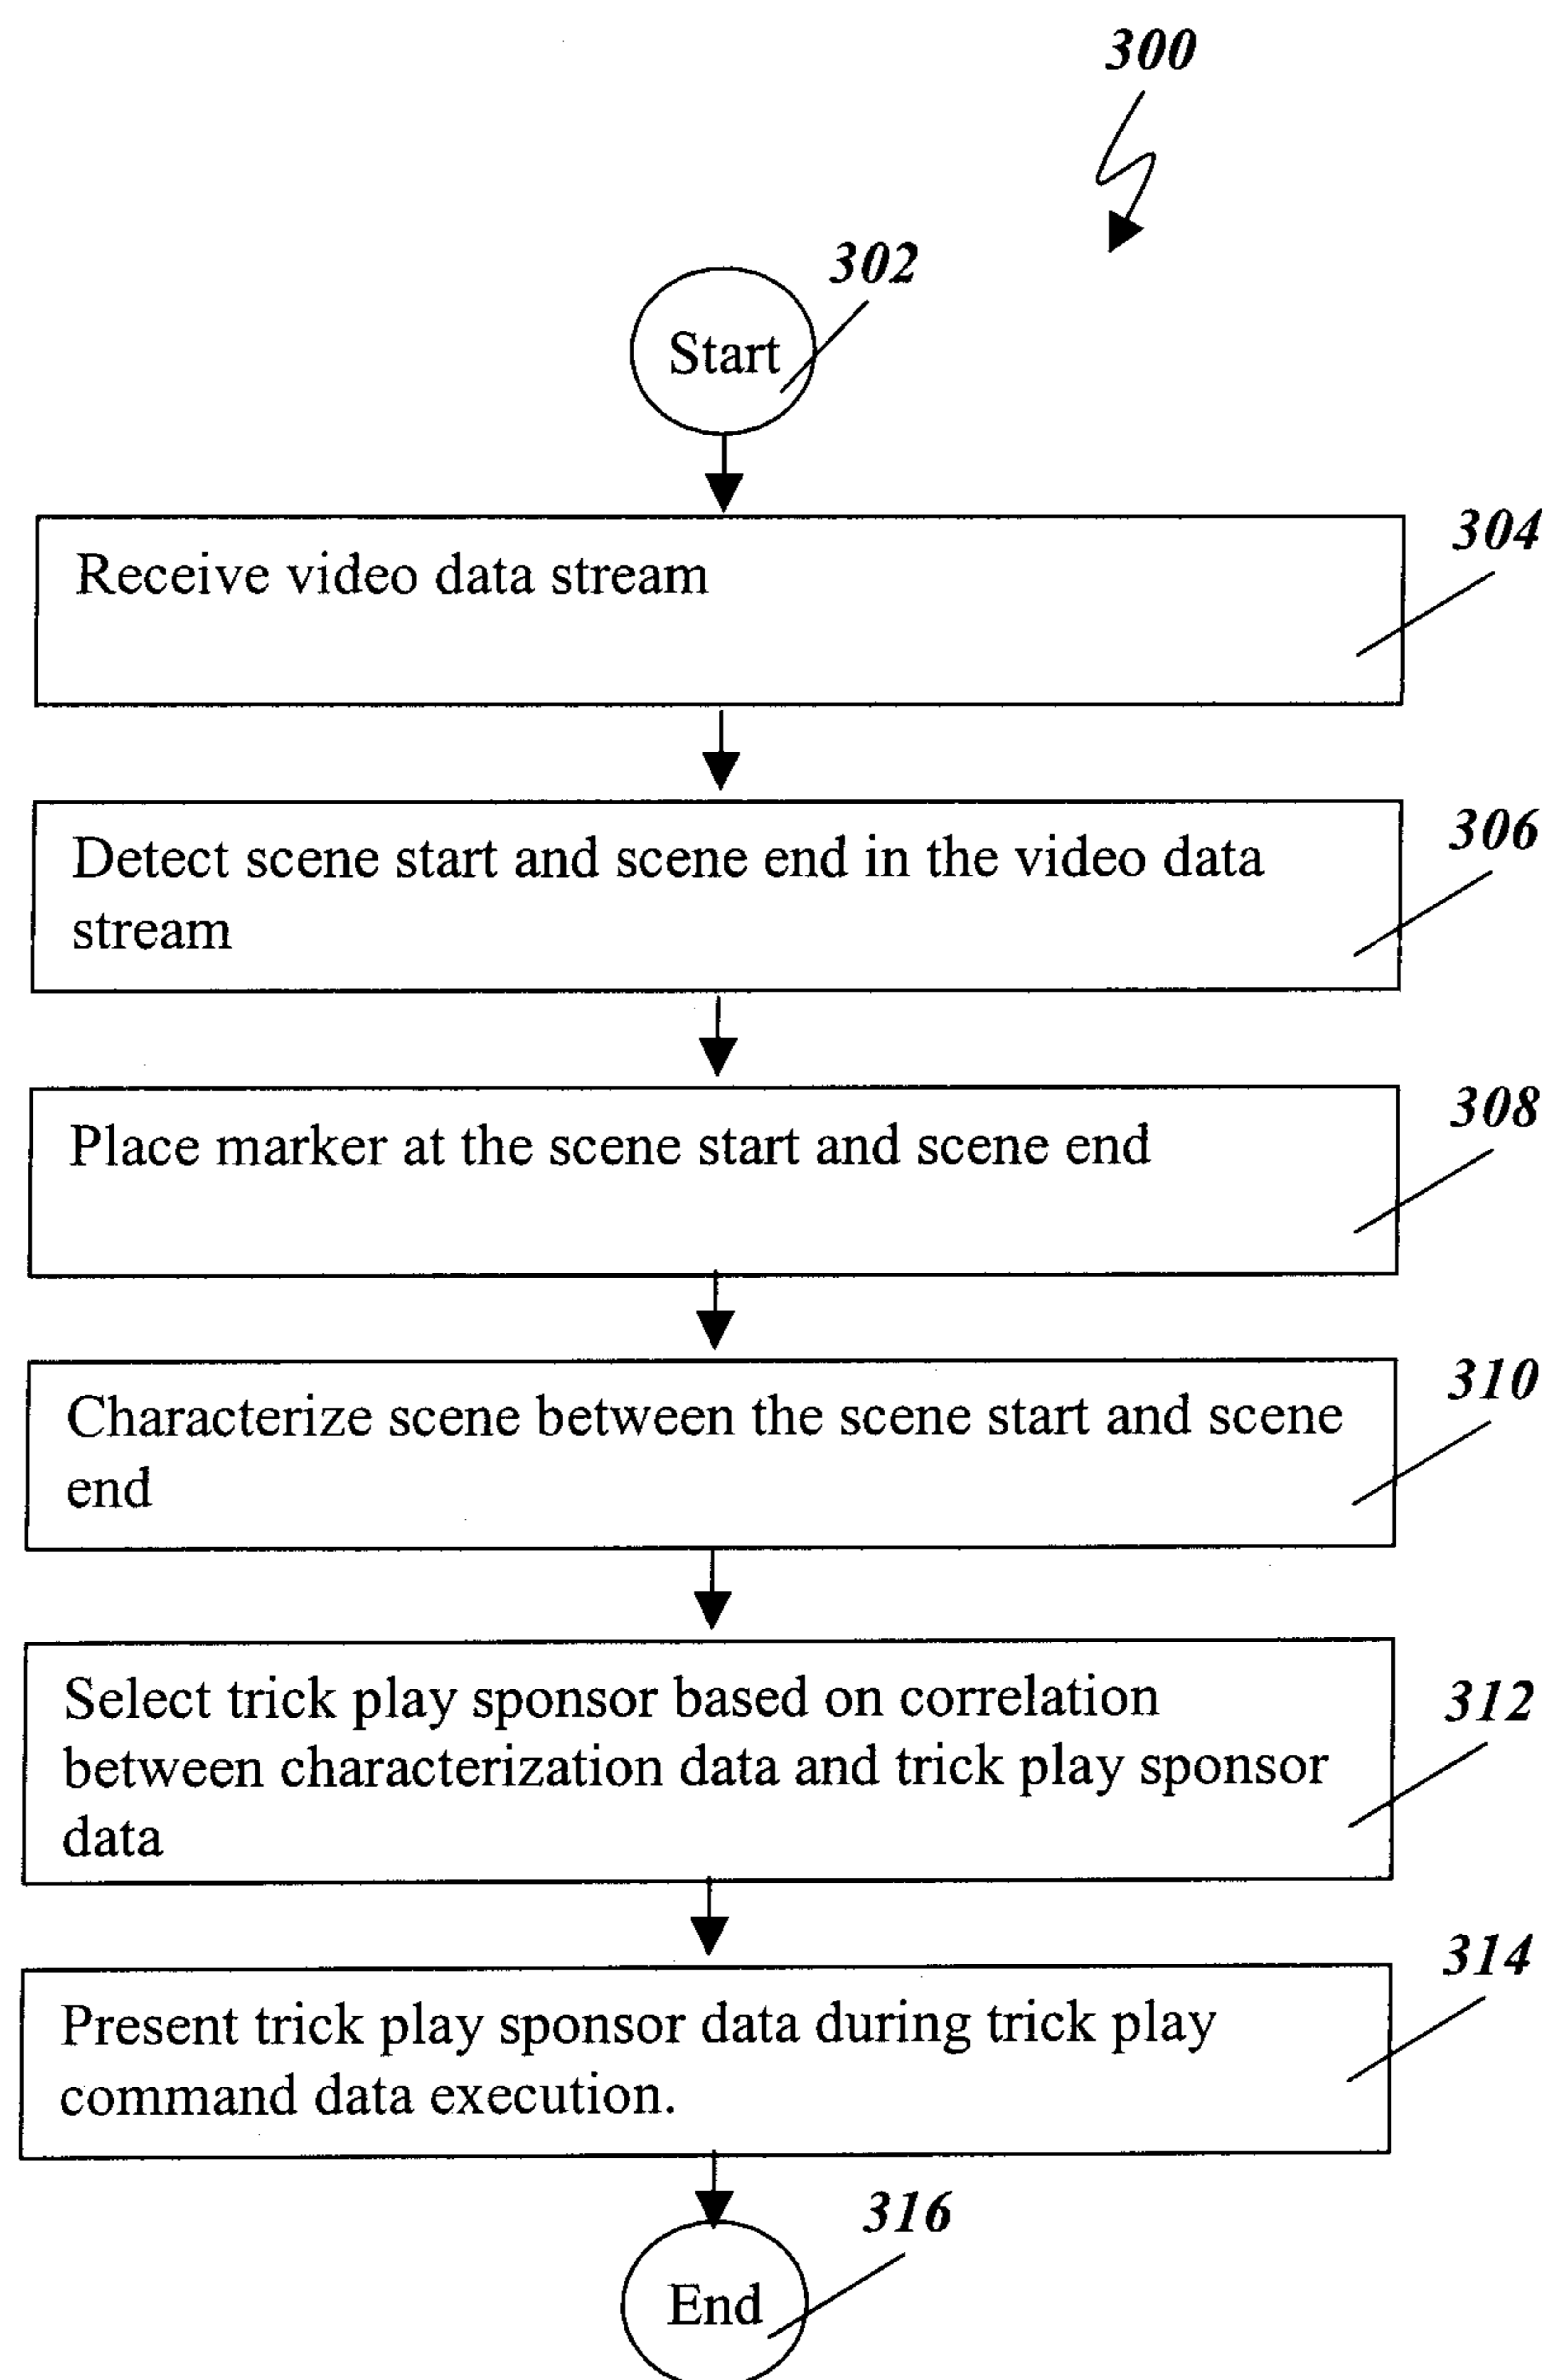 300
302
Start
304
Receive video data stream
306
Detect scene start and scene end in the video data
stream
308
Place marker at the scene start and scene end
310
Characterize scene between the scene start and scene
end
312
Select trick play sponsor based on correlation
between characterization data and trick play sponsor
data
314
Present trick play sponsor data during trick play
command data execution.
316
End